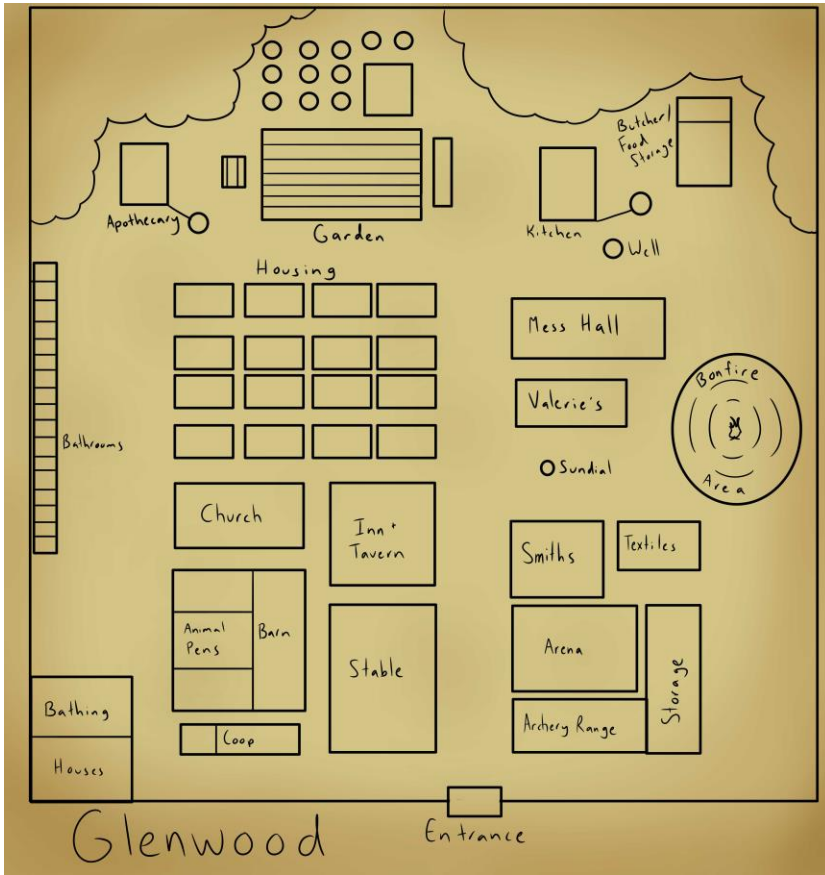 Butcher/
Food
Storage
Apothecary
Garden
Kitchen
Well
Housing
Mess Hall
Bonfire
Area
Valerie's
Bathrooms
Sundial
Church
Inn +
Tavern
Smiths
Textiles
Animal
Pens
Barn
Stable
Arena
Storage
Bathing
Houses
Coop
Archery Range
Glenwood
Entrance